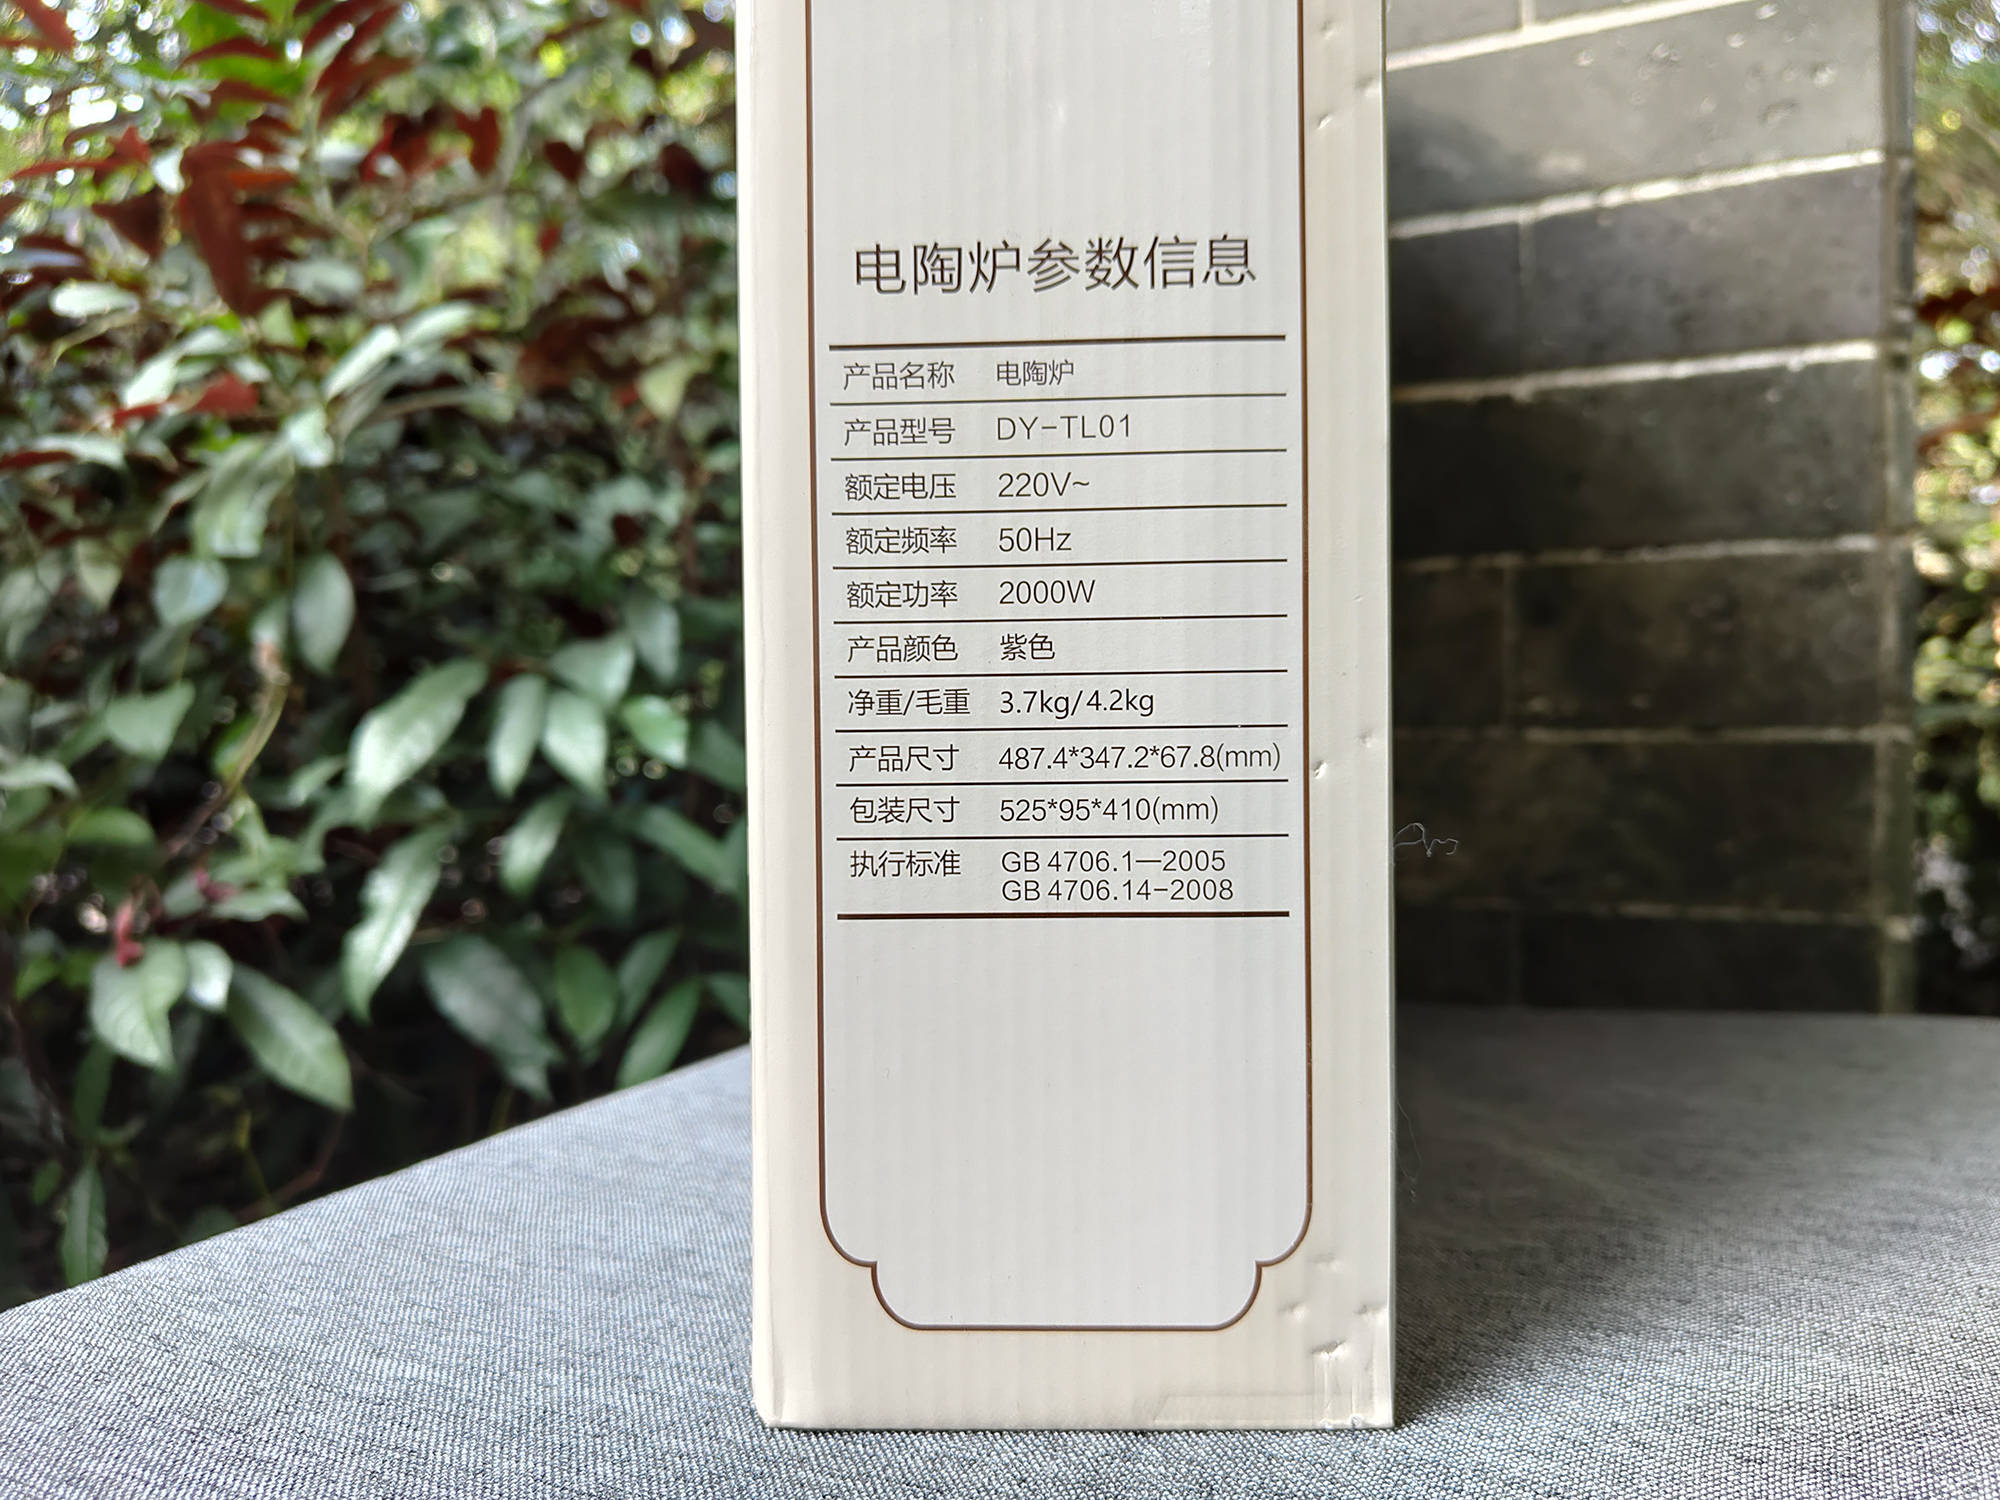 电陶炉参数信息
产品名称 电陶炉
产品型号 DY-TL01
额定电压 220V~
额定频率 50Hz
额定功率 2000W
产品颜色 紫色
净重/毛重 3.7kg/4.2kg
产品尺寸 487.4*347.2*67.8(mm)
包装尺寸 525*95*410(mm)
执行标准 GB 4706.1—2005
GB 4706.14-2008